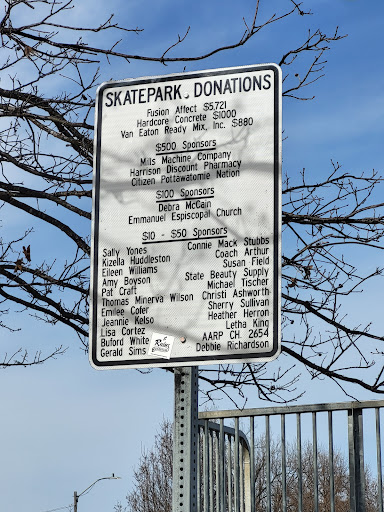 SKATEPARK DONATIONS
Fusion Affect $5,721
Hardcore Concrete $1000
Van Eaton Ready Mix, Inc. $880
$500 Sponsors
Mills Machine Company
Harrison Discount Pharmacy
Citizen Pottawatomie Nation
$100 Sponsors
Debra McCain
Emmanuel Episcopal Church
$10 - $50 Sponsors
Sally Yones
Kizella Huddleston
Eileen Williams
Amy Boyson
Pat Craft
Thomas Minerva Wilson
Emilee Cofer
Jeannie Kelso
Lisa Cortez
Buford White
Gerald Sims
Connie Mack Stubbs
Coach Arthur
Susan Field
State Beauty Supply
Michael Tischer
Christi Ashworth
Sherry Sullivan
Heather Herron
Letha King
AARP CH. 2654
Debbie Richardson